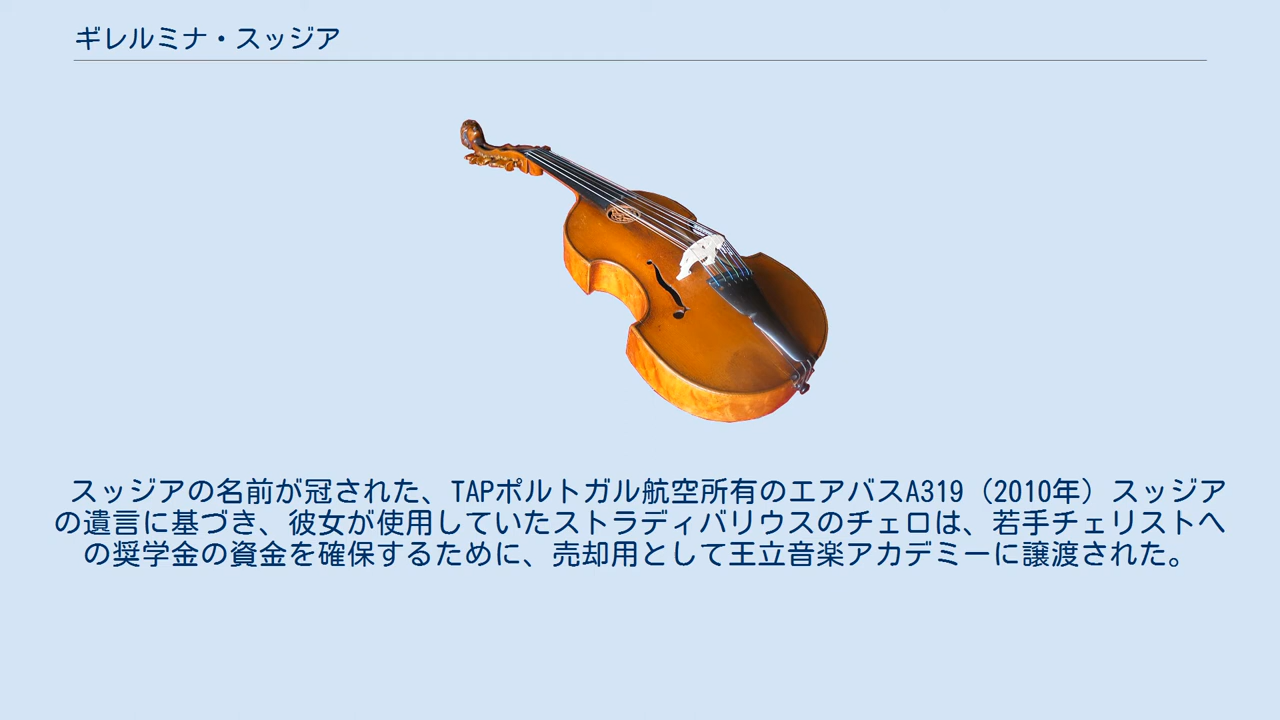 ギレルミナ・スッジア
スッジアの名前が冠された、TAPポルトガル航空所有のエアバスA319（2010年）スッジア
の遺言に基づき、彼女が使用していたストラディバリウスのチェロは、若手チェリストへ
の奨学金の資金を確保するために、売却用として王立音楽アカデミーに譲渡された。